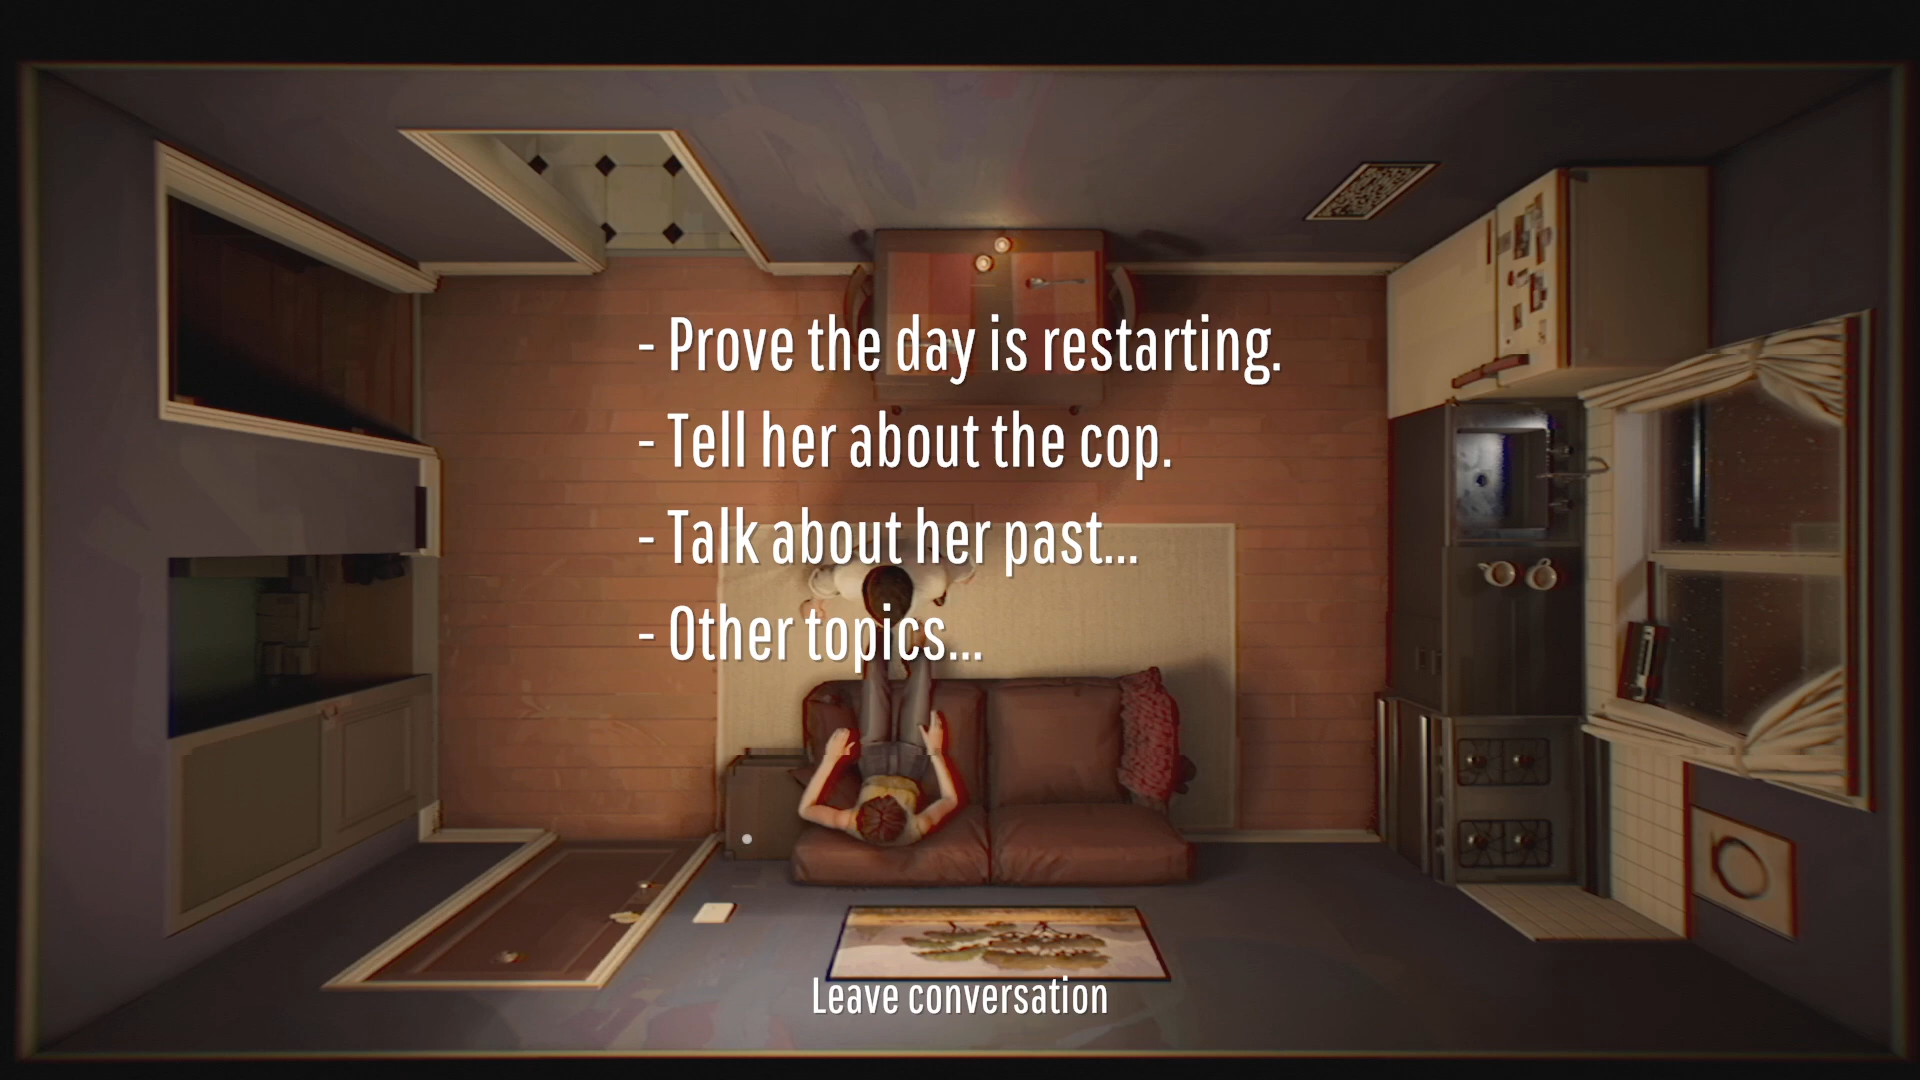 - Prove the day is restarting.
- Tell her about the cop.
- Talk about her past...
- Other topics...
Leave conversation